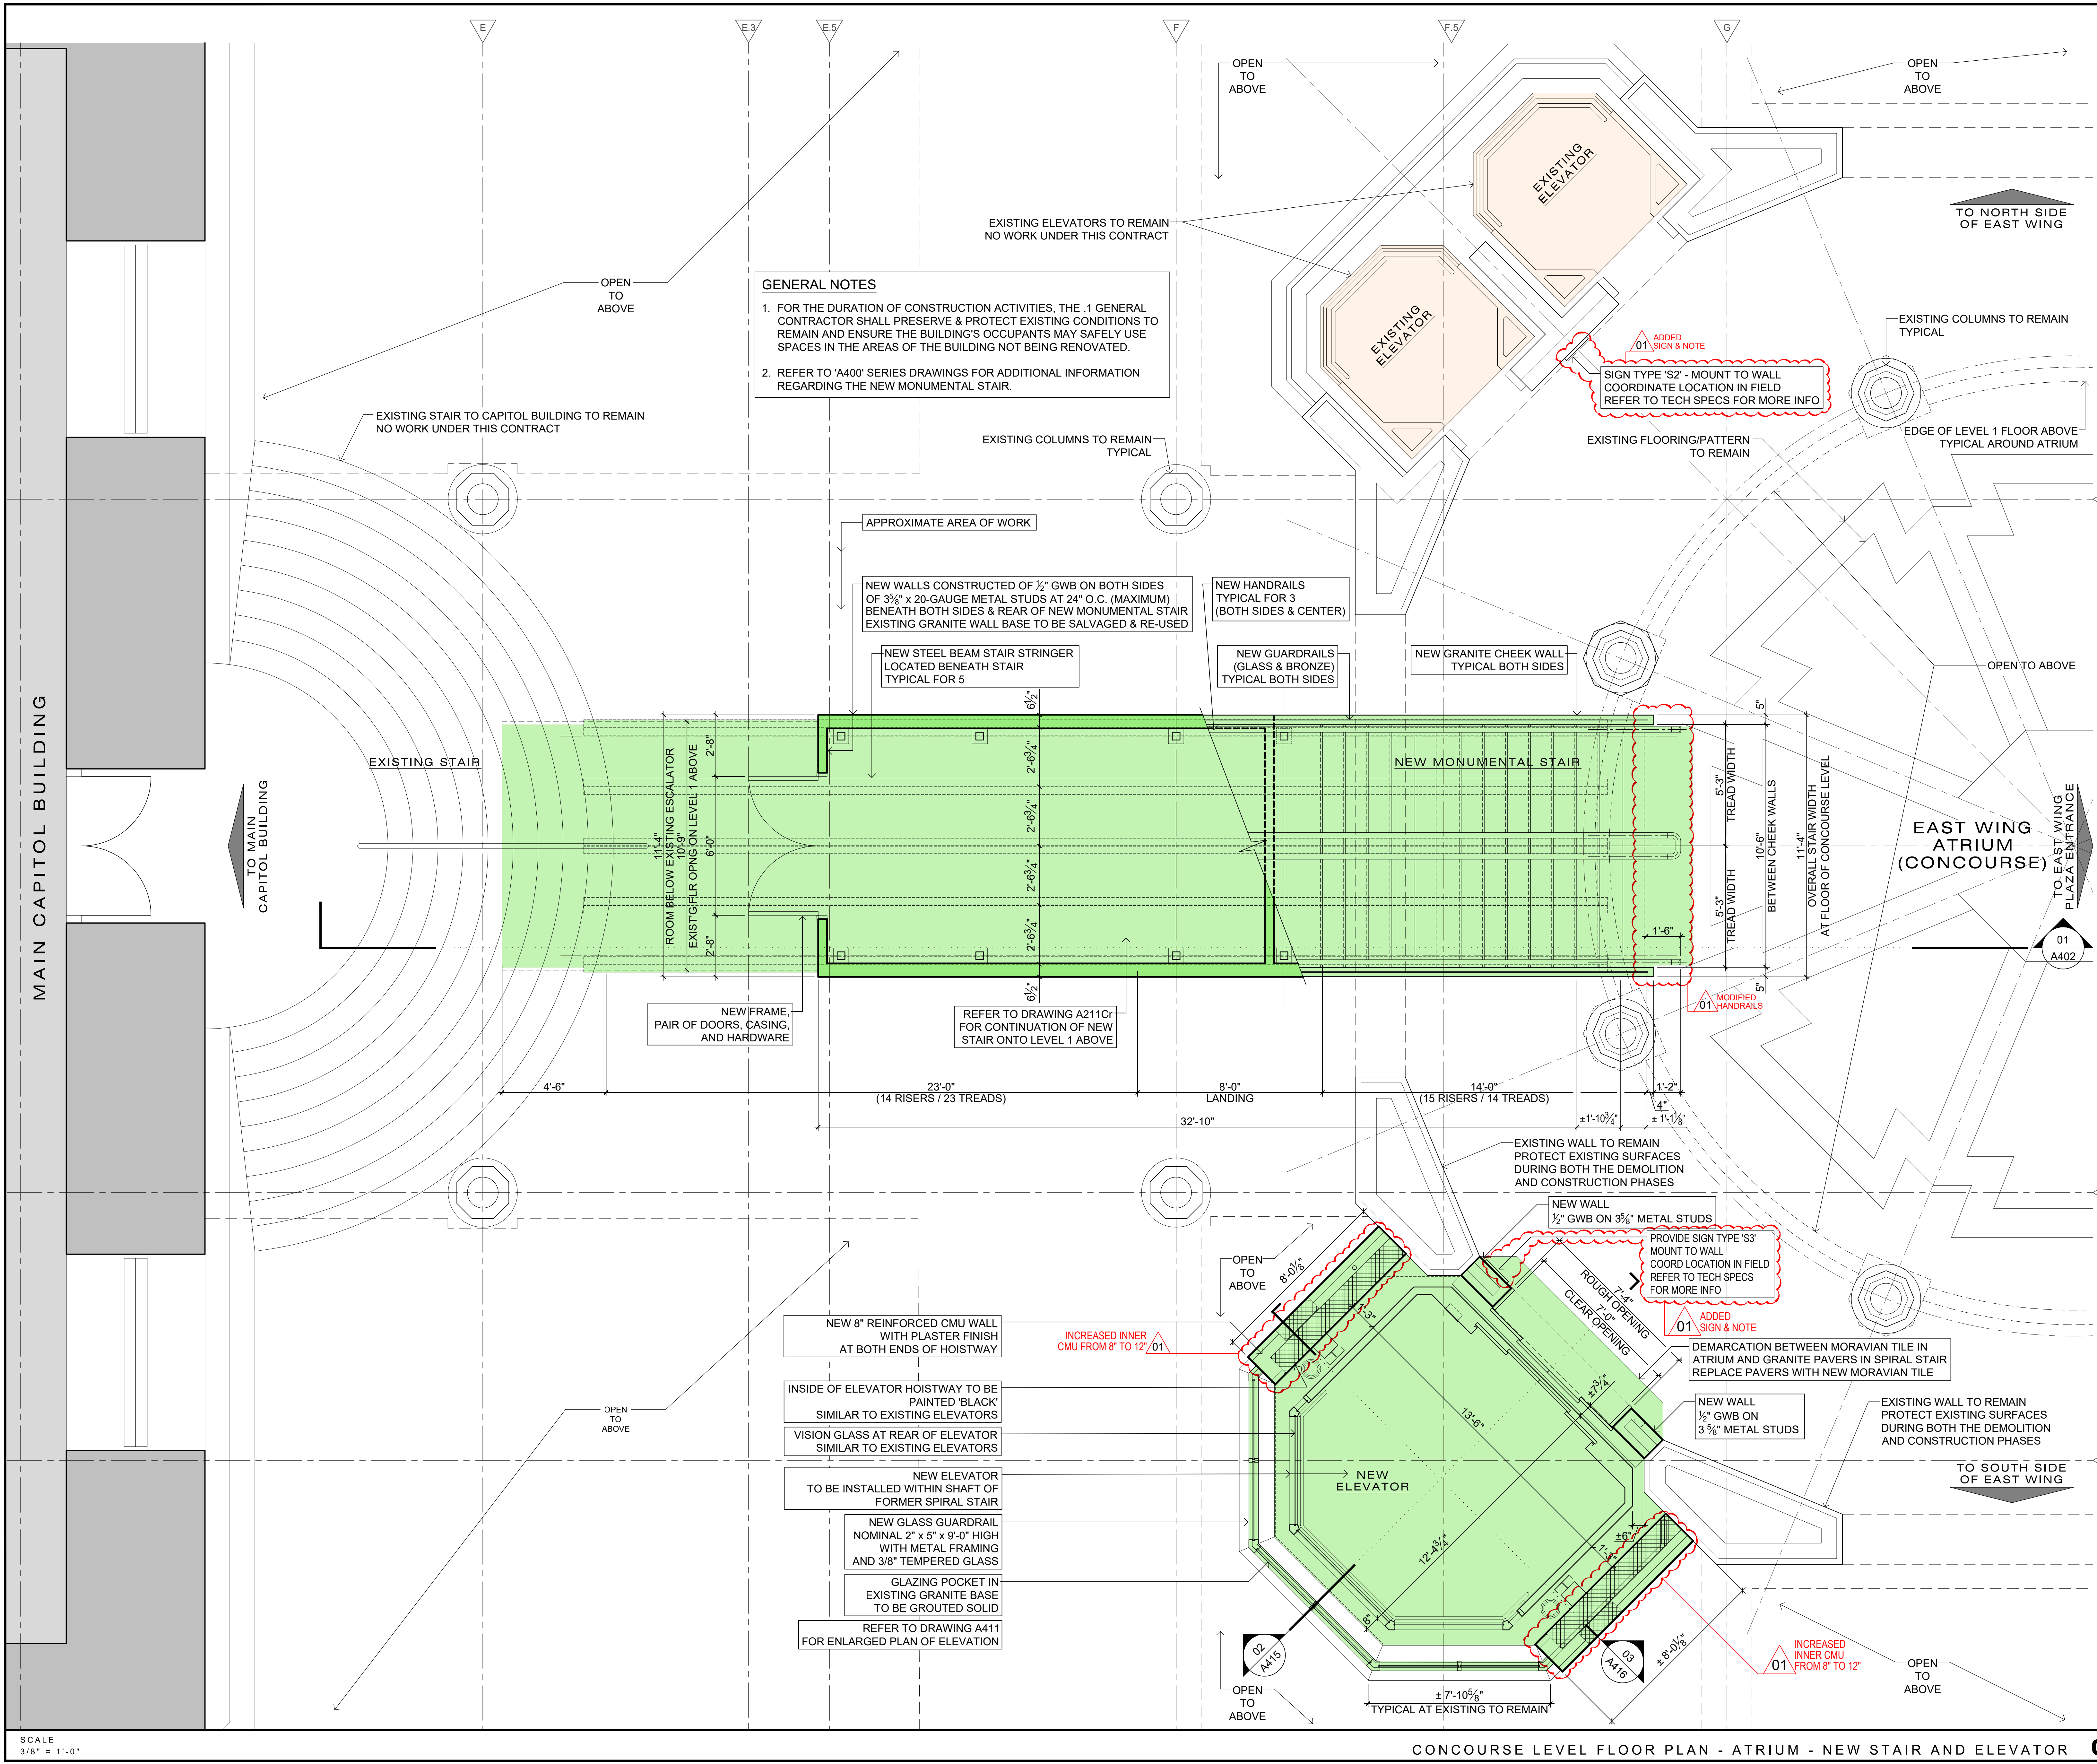 E
E.3
E.5
F
F.5
G
OPEN
TO
ABOVE
OPEN
TO
ABOVE
EXISTING
ELEVATOR
EXISTING
ELEVATOR
EXISTING ELEVATORS TO REMAIN
NO WORK UNDER THIS CONTRACT
TO NORTH SIDE
OF EAST WING
OPEN
TO
ABOVE
GENERAL NOTES
1. FOR THE DURATION OF CONSTRUCTION ACTIVITIES, THE .1 GENERAL
CONTRACTOR SHALL PRESERVE & PROTECT EXISTING CONDITIONS TO
REMAIN AND ENSURE THE BUILDING'S OCCUPANTS MAY SAFELY USE
SPACES IN THE AREAS OF THE BUILDING NOT BEING RENOVATED.
2. REFER TO 'A400' SERIES DRAWINGS FOR ADDITIONAL INFORMATION
REGARDING THE NEW MONUMENTAL STAIR.
01
ADDED
SIGN & NOTE
SIGN TYPE 'S2' - MOUNT TO WALL
COORDINATE LOCATION IN FIELD
REFER TO TECH SPECS FOR MORE INFO
EXISTING COLUMNS TO REMAIN
TYPICAL
EXISTING STAIR TO CAPITOL BUILDING TO REMAIN
NO WORK UNDER THIS CONTRACT
EXISTING COLUMNS TO REMAIN
TYPICAL
EXISTING FLOORING/PATTERN
TO REMAIN
EDGE OF LEVEL 1 FLOOR ABOVE
TYPICAL AROUND ATRIUM
APPROXIMATE AREA OF WORK
NEW WALLS CONSTRUCTED OF ½" GWB ON BOTH SIDES
OF 3⅝" x 20-GAUGE METAL STUDS AT 24" O.C. (MAXIMUM)
BENEATH BOTH SIDES & REAR OF NEW MONUMENTAL STAIR
EXISTING GRANITE WALL BASE TO BE SALVAGED & RE-USED
NEW HANDRAILS
TYPICAL FOR 3
(BOTH SIDES & CENTER)
NEW STEEL BEAM STAIR STRINGER
LOCATED BENEATH STAIR
TYPICAL FOR 5
NEW GUARDRAILS
(GLASS & BRONZE)
TYPICAL BOTH SIDES
NEW GRANITE CHEEK WALL
TYPICAL BOTH SIDES
OPEN TO ABOVE
MAIN CAPITOL BUILDING
TO MAIN
CAPITOL BUILDING
EXISTING STAIR
11'-4"
ROOM BELOW EXISTING ESCALATOR
10'-9"
EXIST'G FLR OPNG ON LEVEL 1 ABOVE
2'-8"
6'-0"
2'-8"
6½"
2'-6¾"
2'-6¾"
2'-6¾"
2'-6¾"
6½"
NEW MONUMENTAL STAIR
5'-3"
TREAD WIDTH
5'-3"
TREAD WIDTH
1'-6"
5"
10'-6"
BETWEEN CHEEK WALLS
5"
11'-4"
OVERALL STAIR WIDTH
AT FLOOR OF CONCOURSE LEVEL
EAST WING
ATRIUM
(CONCOURSE)
TO EAST WING
PLAZA ENTRANCE
01
A402
01
MODIFIED
HANDRAILS
NEW FRAME,
PAIR OF DOORS, CASING,
AND HARDWARE
REFER TO DRAWING A211Cr
FOR CONTINUATION OF NEW
STAIR ONTO LEVEL 1 ABOVE
4'-6"
23'-0"
(14 RISERS / 23 TREADS)
8'-0"
LANDING
14'-0"
(15 RISERS / 14 TREADS)
1'-2"
4"
32'-10"
±1'-10¾"
± 1'-1⅛"
EXISTING WALL TO REMAIN
PROTECT EXISTING SURFACES
DURING BOTH THE DEMOLITION
AND CONSTRUCTION PHASES
NEW WALL
½" GWB ON 3⅝" METAL STUDS
PROVIDE SIGN TYPE 'S3'
MOUNT TO WALL
COORD LOCATION IN FIELD
REFER TO TECH SPECS
FOR MORE INFO
01
ADDED
SIGN & NOTE
OPEN
TO
ABOVE
8'-0⅛"
7'-4"
ROUGH OPENING
7'-0"
CLEAR OPENING
NEW 8" REINFORCED CMU WALL
WITH PLASTER FINISH
AT BOTH ENDS OF HOISTWAY
INCREASED INNER
CMU FROM 8" TO 12"
01
1'-3"
DEMARCATION BETWEEN MORAVIAN TILE IN
ATRIUM AND GRANITE PAVERS IN SPIRAL STAIR
REPLACE PAVERS WITH NEW MORAVIAN TILE
INSIDE OF ELEVATOR HOISTWAY TO BE
PAINTED 'BLACK'
SIMILAR TO EXISTING ELEVATORS
±7¾"
NEW WALL
½" GWB ON
3 ⅝" METAL STUDS
EXISTING WALL TO REMAIN
PROTECT EXISTING SURFACES
DURING BOTH THE DEMOLITION
AND CONSTRUCTION PHASES
OPEN
TO
ABOVE
VISION GLASS AT REAR OF ELEVATOR
SIMILAR TO EXISTING ELEVATORS
13'-6"
NEW ELEVATOR
TO BE INSTALLED WITHIN SHAFT OF
FORMER SPIRAL STAIR
NEW
ELEVATOR
TO SOUTH SIDE
OF EAST WING
NEW GLASS GUARDRAIL
NOMINAL 2" x 5" x 9'-0" HIGH
WITH METAL FRAMING
AND 3/8" TEMPERED GLASS
12'-4¾"
±6"
1'-3"
GLAZING POCKET IN
EXISTING GRANITE BASE
TO BE GROUTED SOLID
8"
REFER TO DRAWING A411
FOR ENLARGED PLAN OF ELEVATION
02
A415
03
A416
± 8'-0⅛"
01
INCREASED
INNER CMU
FROM 8" TO 12"
OPEN
TO
ABOVE
OPEN
TO
ABOVE
± 7'-10⅝"
TYPICAL AT EXISTING TO REMAIN
SCALE
3/8" = 1'-0"
CONCOURSE LEVEL FLOOR PLAN - ATRIUM - NEW STAIR AND ELEVATOR